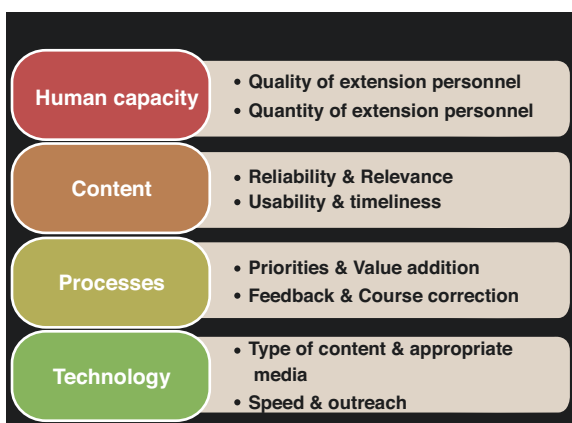 Human capacity
• Quality of extension personnel
• Quantity of extension personnel
Content
• Reliability & Relevance
• Usability & timeliness
Processes
• Priorities & Value addition
• Feedback & Course correction
Technology
• Type of content & appropriate
media
• Speed & outreach